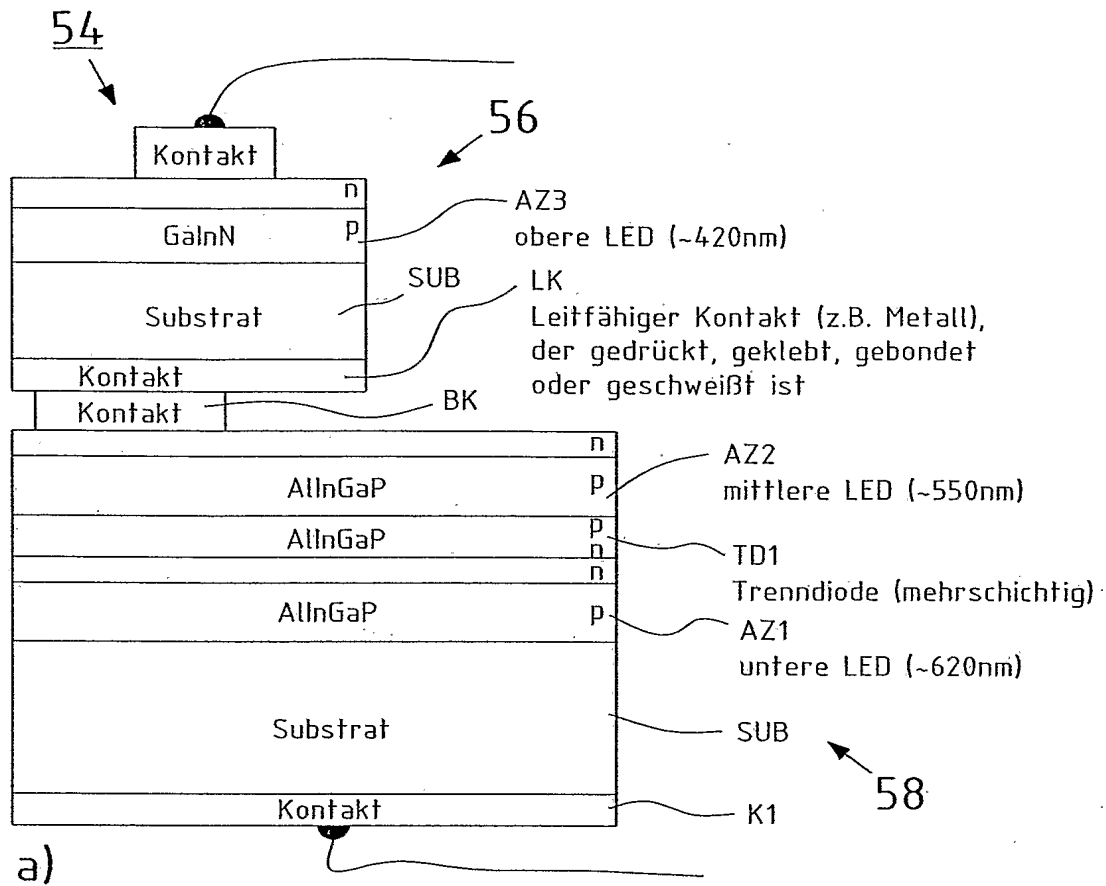 54
56
Kontakt
n
GaInN
p
AZ3
obere LED (~420nm)
Substrat
SUB
LK
Leitfähiger Kontakt (z.B. Metall),
der gedrückt, geklebt, gebondet
oder geschweißt ist
Kontakt
Kontakt
BK
n
AlInGaP
p
AZ2
mittlere LED (~550nm)
AlInGaP
p
n
TD1
Trenndiode (mehrschichtig)
n
AlInGaP
p
AZ1
untere LED (~620nm)
Substrat
SUB
58
Kontakt
K1
a)